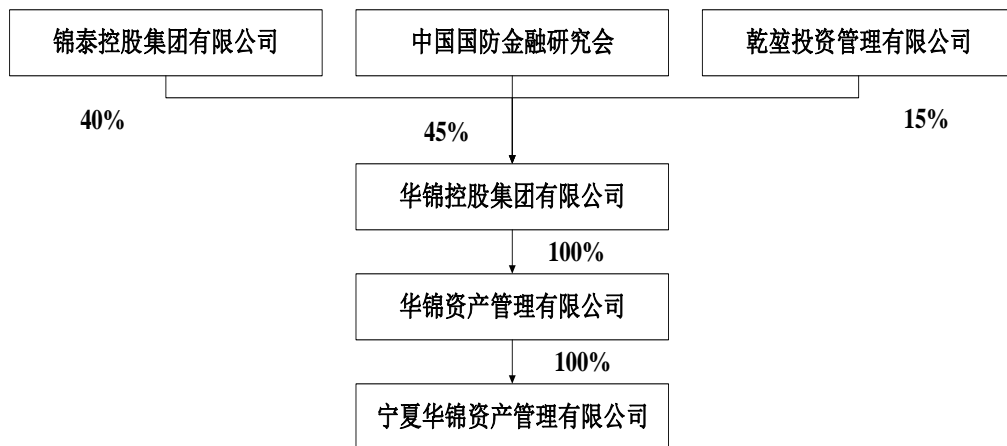 锦泰控股集团有限公司
中国国防金融研究会
乾堃投资管理有限公司
40%
45%
15%
华锦控股集团有限公司
100%
华锦资产管理有限公司
100%
宁夏华锦资产管理有限公司